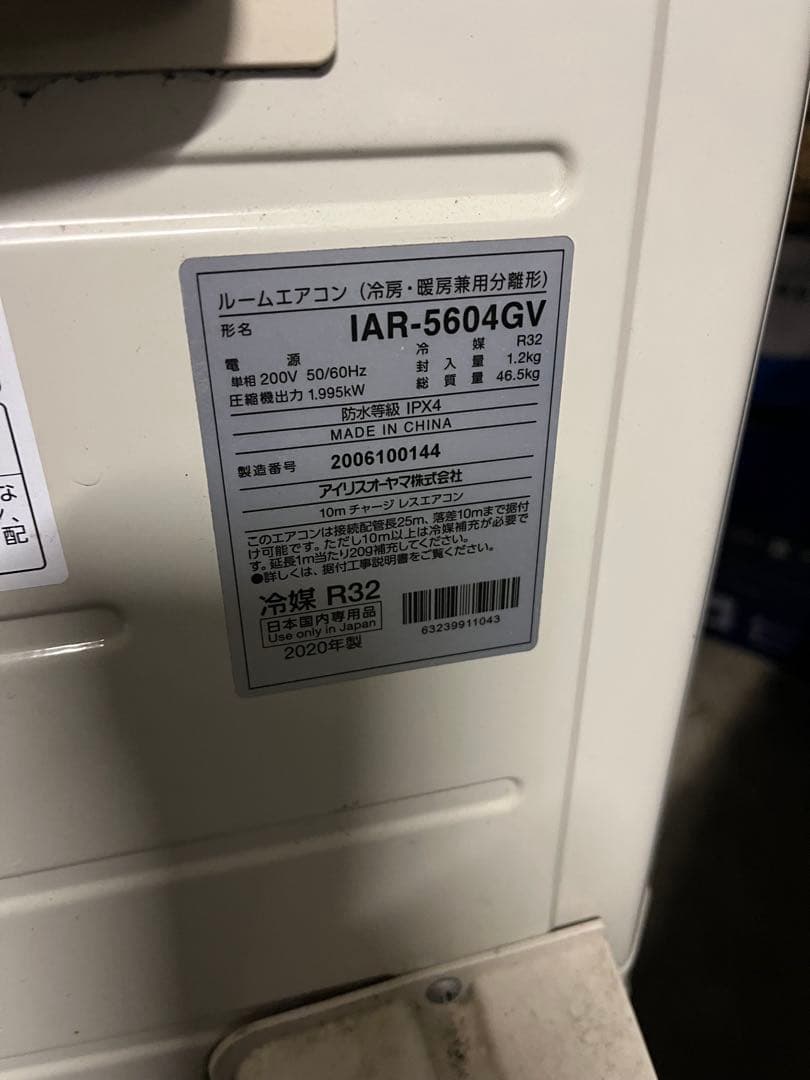 ルームエアコン（冷房・暖房兼用分離形）
形名 IAR-5604GV
電源 冷媒 R32
単相 200V 50/60Hz 封入量 1.2kg
圧縮機出力 1.995kW 総質量 46.5kg
防水等級 IPX4
MADE IN CHINA
製造番号 2006100144
アイリスオーヤマ株式会社
10mチャージレスエアコン
このエアコンは接続配管長25m、落差10mまで据付
け可能です。ただし10m以上は冷媒補充が必要で
す。延長1m当たり20g補充してください。
●詳しくは、据付工事説明書をご覧ください。
冷媒 R32
日本国内専用品
Use only in Japan
2020年製
63239911043
な
配